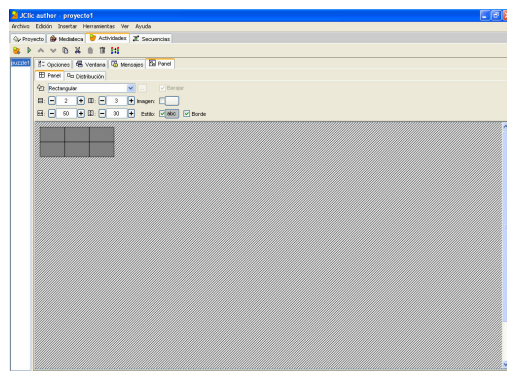 JClic author - proyecto1
Archivo Edición Insertar Herramientas Ver Ayuda
Proyecto Mediateca Actividades Secuencias
puzzle1
Opciones Ventana Mensajes Panel
Panel Distribución
Rectangular ... Barajar
2 3 Imagen:
50 30 Estilo: abc Borde